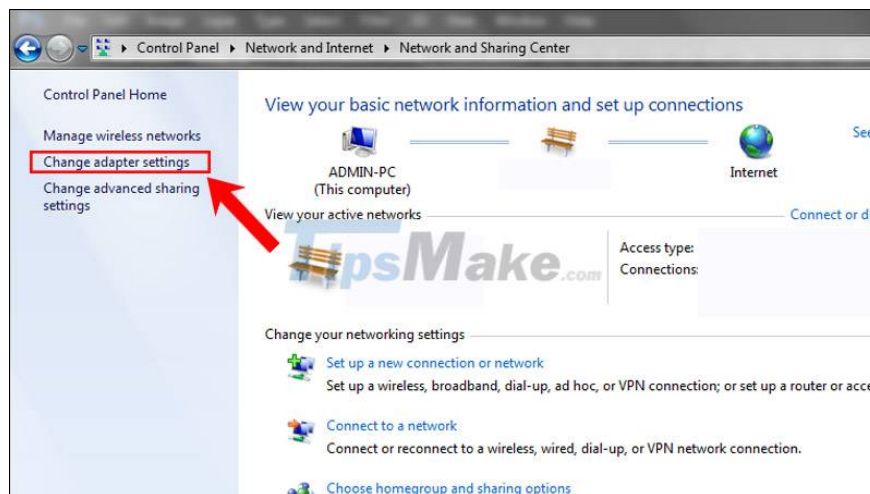 Control Panel ▸ Network and Internet ▸ Network and Sharing Center
Control Panel Home
Manage wireless networks
Change adapter settings
Change advanced sharing
settings
View your basic network information and set up connections
ADMIN-PC
(This computer)
Internet
See
View your active networks
Connect or d
TipsMake.com
Access type:
Connections:
Change your networking settings
Set up a new connection or network
Set up a wireless, broadband, dial-up, ad hoc, or VPN connection; or set up a router or acce
Connect to a network
Connect or reconnect to a wireless, wired, dial-up, or VPN network connection.
Choose homegroup and sharing options